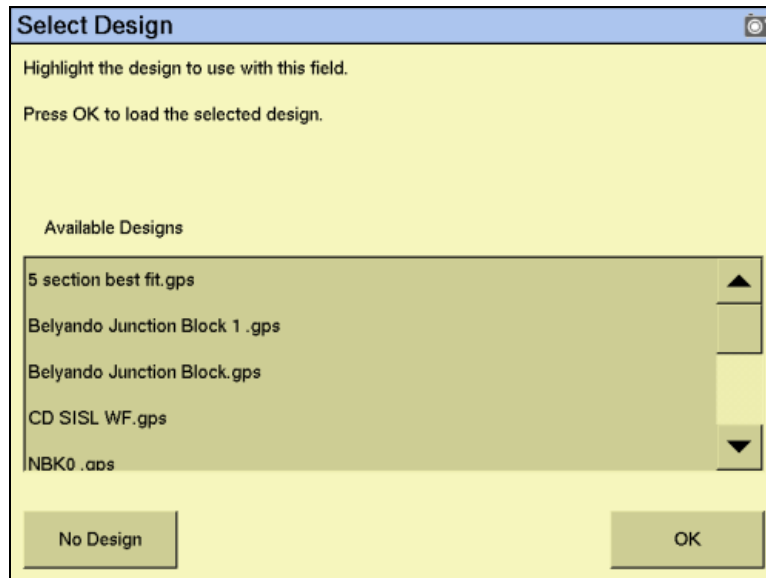 Select Design
Highlight the design to use with this field.
Press OK to load the selected design.
Available Designs
5 section best fit.gps
Belyando Junction Block 1 .gps
Belyando Junction Block.gps
CD SISL WF.gps
NBK0 .gps
No Design
OK